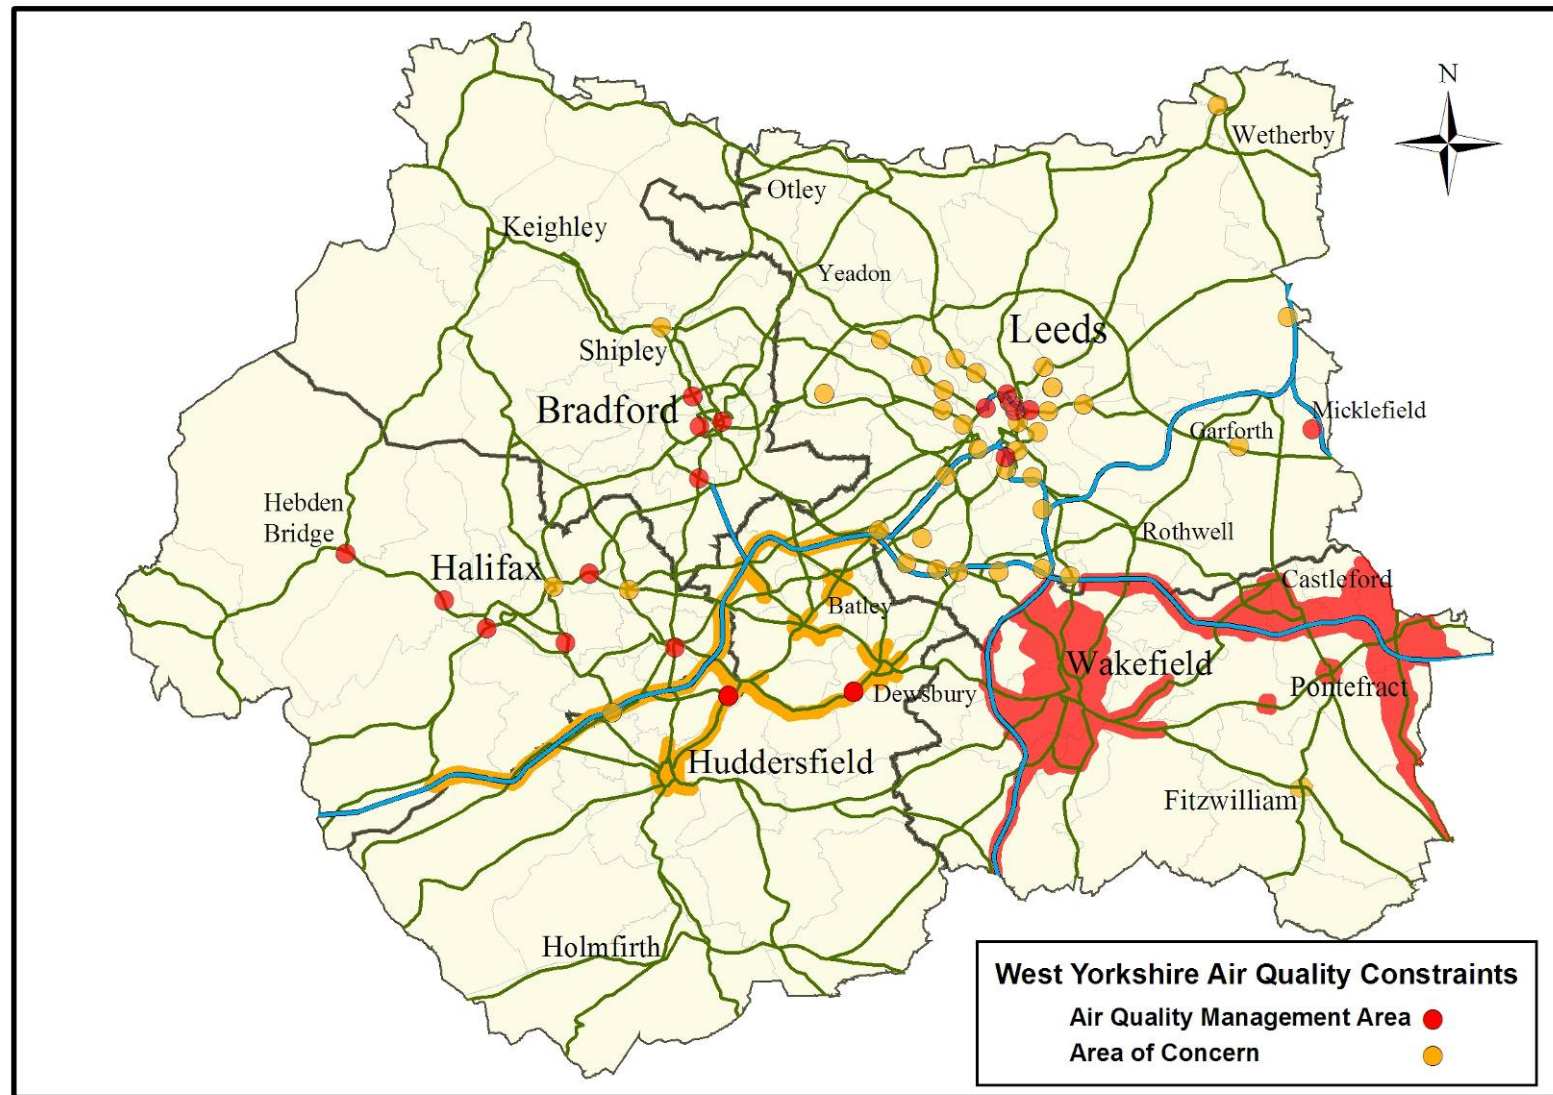 N
Wetherby
Otley
Keighley
Yeadon
Leeds
Shipley
Bradford
Micklefield
Garforth
Hebden
Bridge
Rothwell
Halifax
Castleford
Batley
Wakefield
Pontefract
Dewsbury
Huddersfield
Fitzwilliam
Holmfirth
West Yorkshire Air Quality Constraints
Air Quality Management Area
Area of Concern